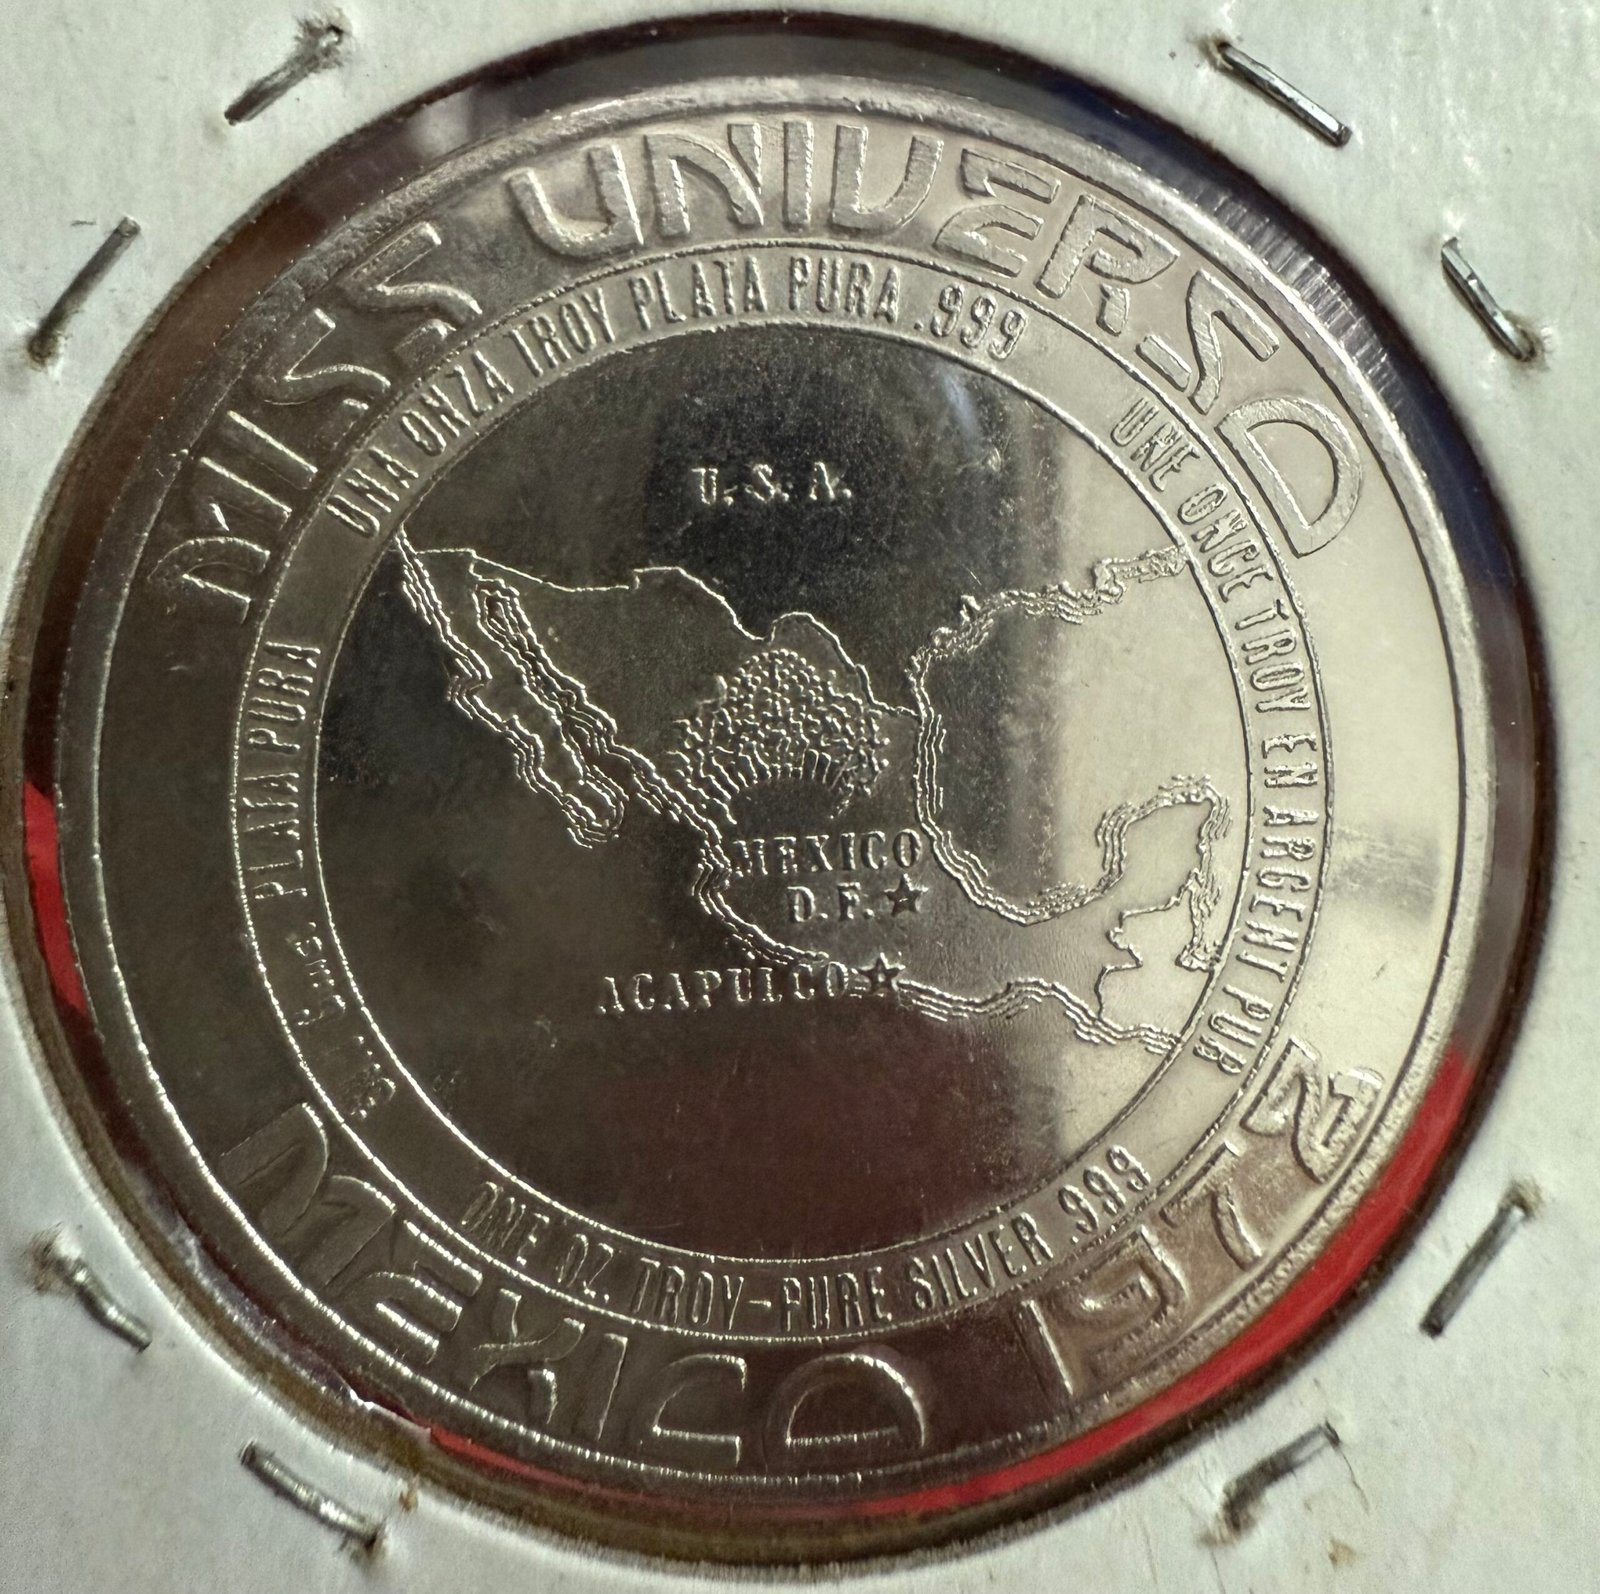 MISS UNIVERSO
UNA ONZA TROY PLATA PURA .999
UNE ONCE TROY EN ARGENT PUR
U.S.A.
MEXICO
D.F.
ACAPULCO
Gms. PLATA PURA
ONE OZ. TROY-PURE SILVER .999
MEXICO 1978